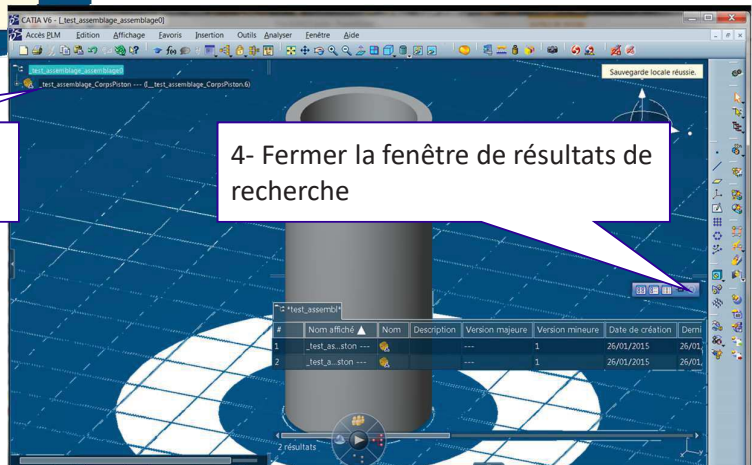 CATIA V6 - [_test_assemblage_assemblage0]
Accès PLM Edition Affichage Favoris Insertion Outils Analyser Fenêtre Aide
_test_assemblage_assemblage0
_test_assemblage_CorpsPiston --- (I__test_assemblage_CorpsPiston.6)
Sauvegarde locale réussie.
4- Fermer la fenêtre de résultats de
recherche
*test_assembl*
# Nom affiché Nom Description Version majeure Version mineure Date de création Demi
1 _test_as...ston --- --- 1 26/01/2015 26/01
2 _test_a...ston --- --- 1 26/01/2015 26/01
2 résultats